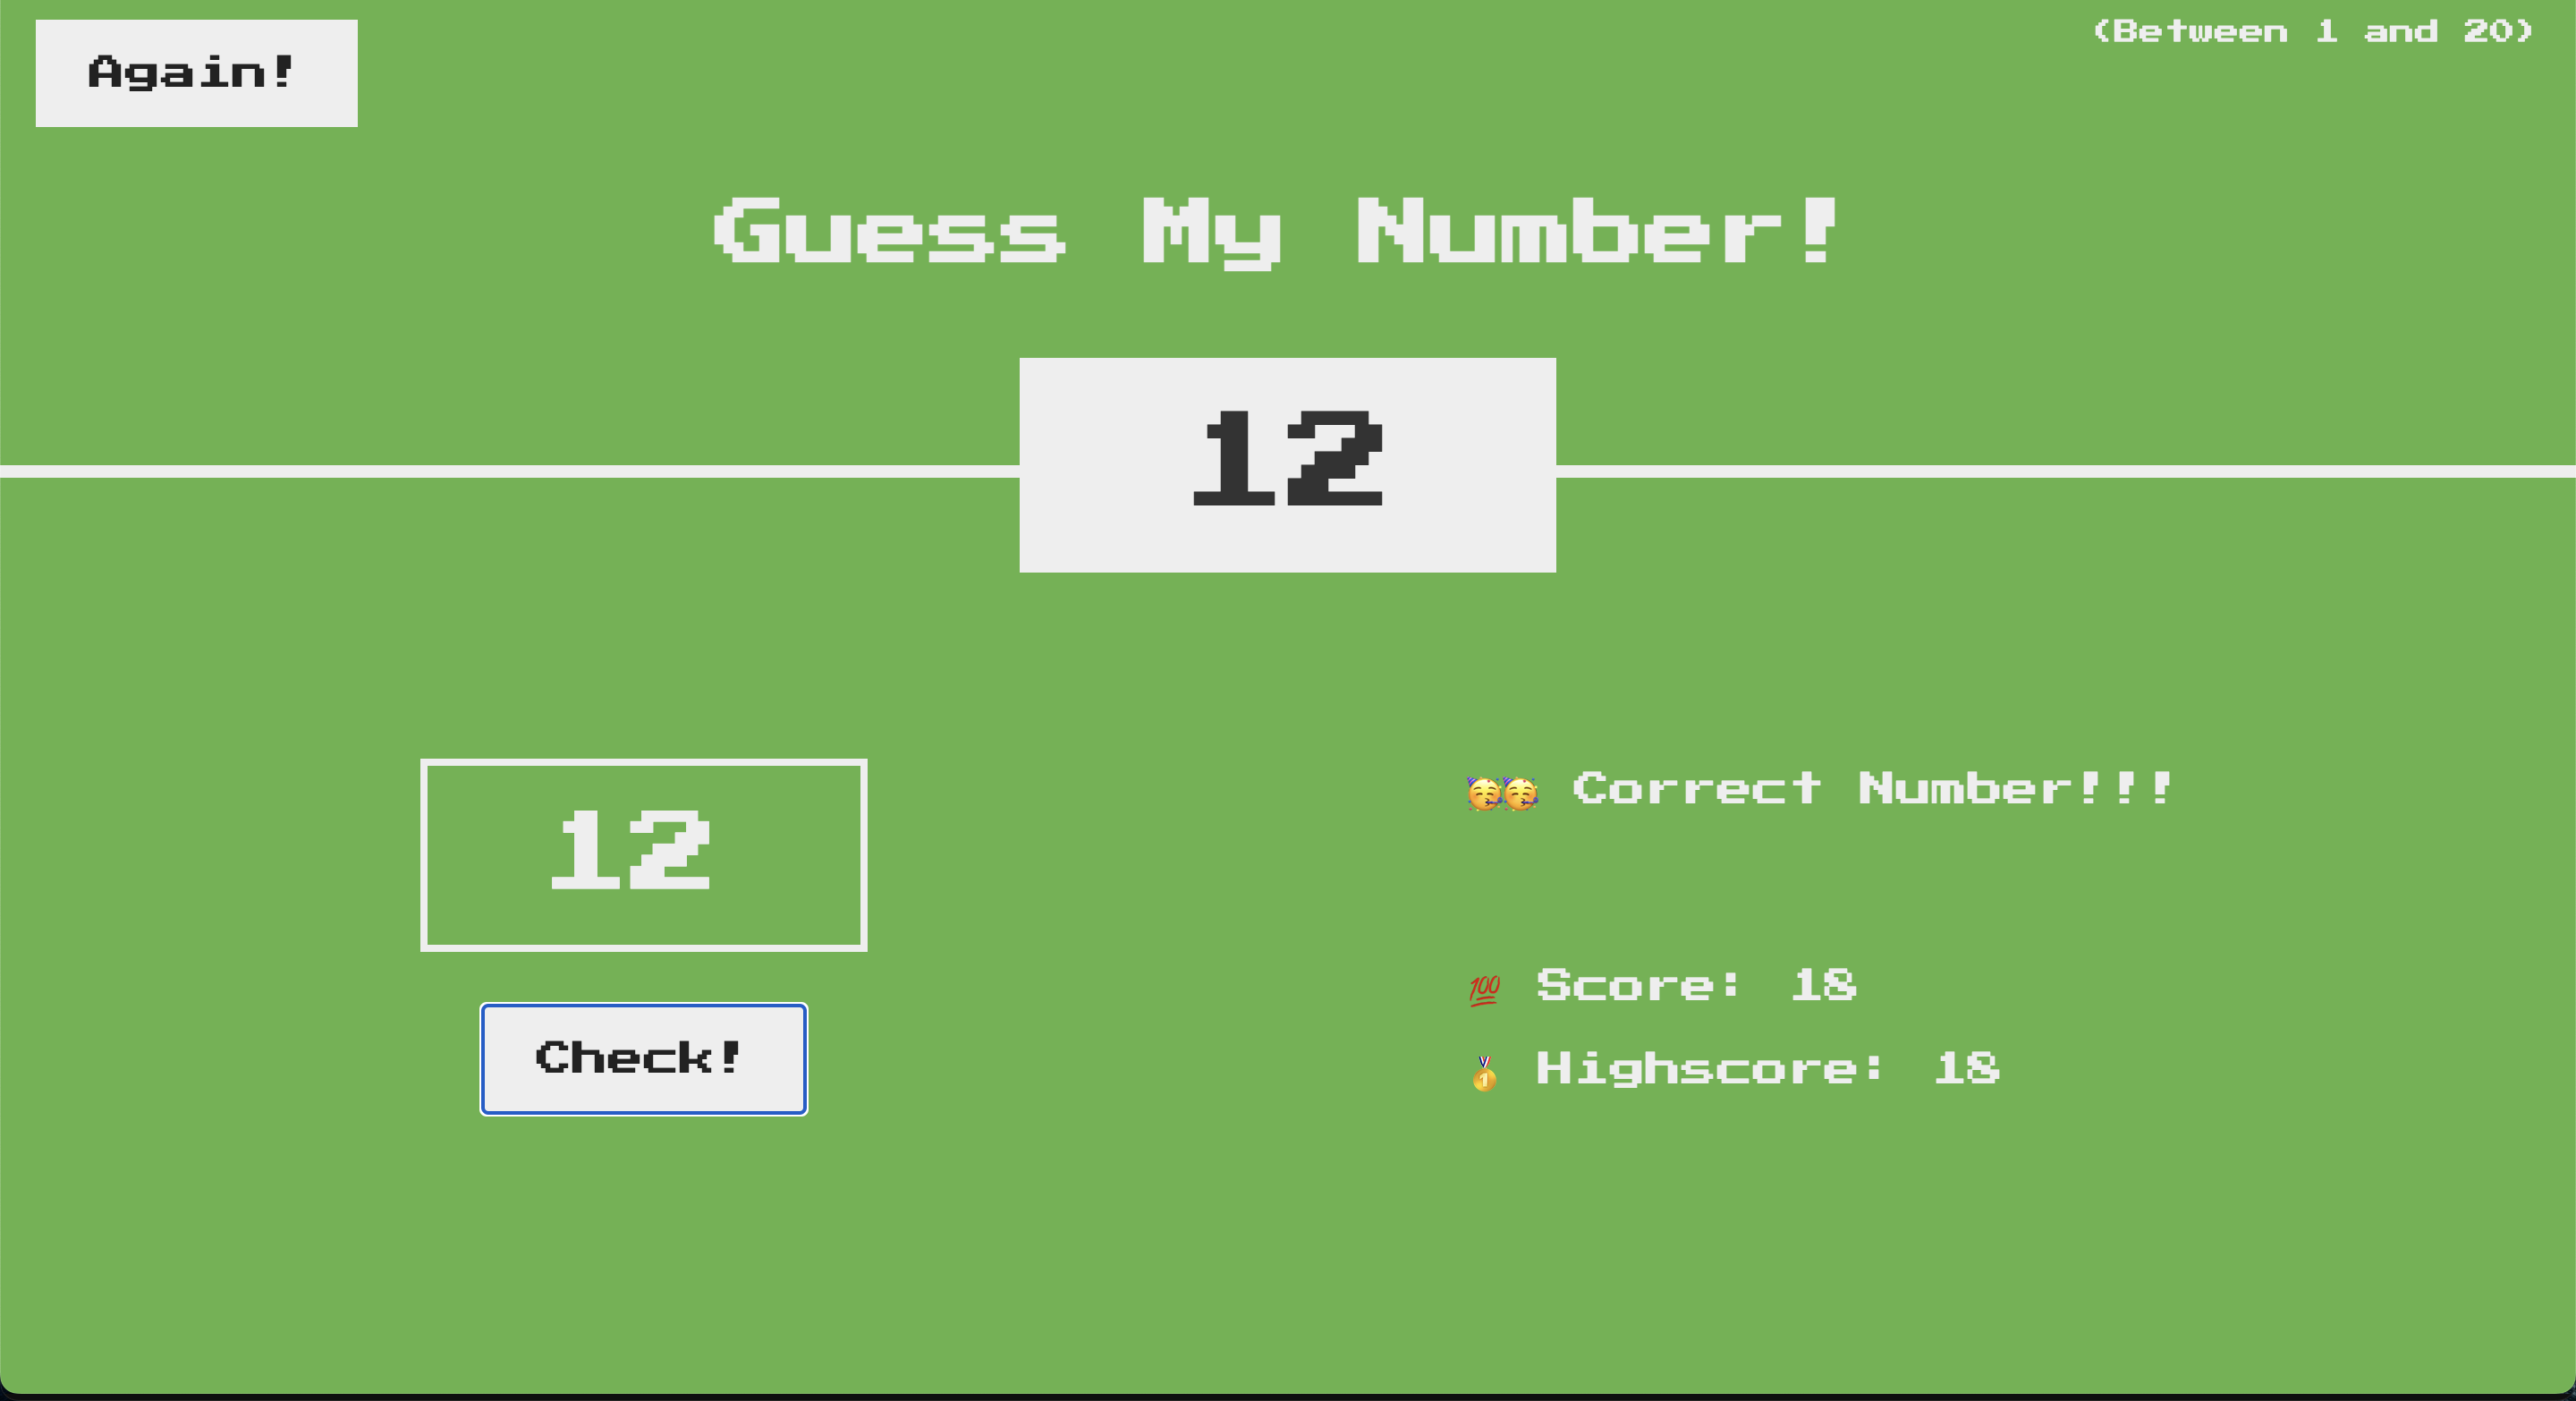 Again!
(Between 1 and 20)
Guess My Number!
12
12
Check!
🥳🥳 Correct Number!!!
💯 Score: 18
🥇 Highscore: 18